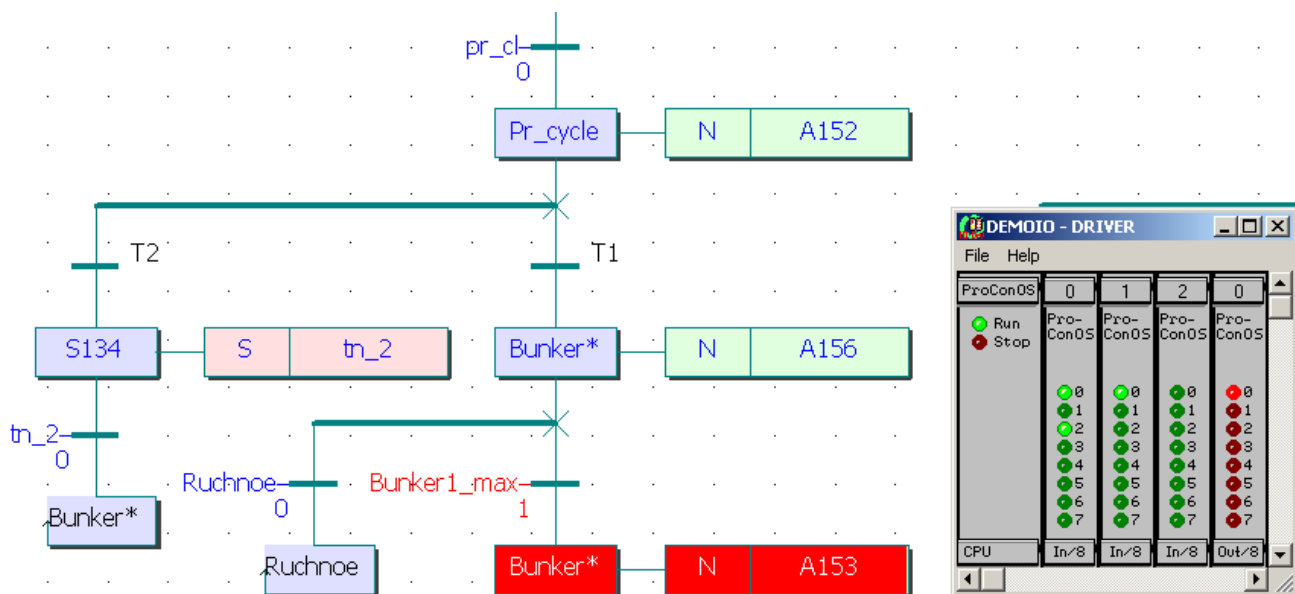 pr_cl
0
Pr_cycle N A152
T2 T1
S134 S tn_2 Bunker* N A156
tn_2
0
Ruchnoe
0
Bunker1_max
1
Bunker*
Ruchnoe
Bunker* N A153
DEMOIO - DRIVER
File Help
ProConOS 0 1 2 0
Run
Stop
Pro-
ConOS
Pro-
ConOS
Pro-
ConOS
Pro-
ConOS
0 0 0 0
1 1 1 1
2 2 2 2
3 3 3 3
4 4 4 4
5 5 5 5
6 6 6 6
7 7 7 7
CPU In/8 In/8 In/8 Out/8